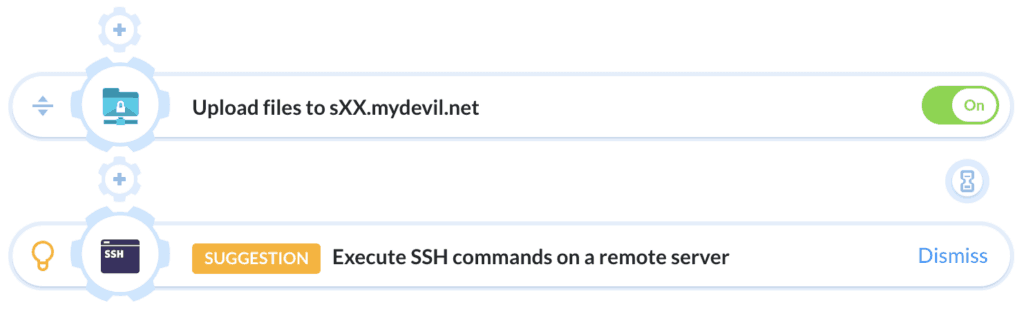 Upload files to sXX.mydevil.net
On
SSH
SUGGESTION Execute SSH commands on a remote server
Dismiss